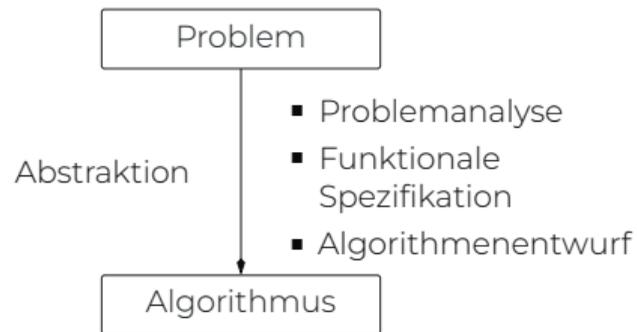 Problem
Abstraktion
▪ Problemanalyse
▪ Funktionale
Spezifikation
▪ Algorithmenentwurf
Algorithmus